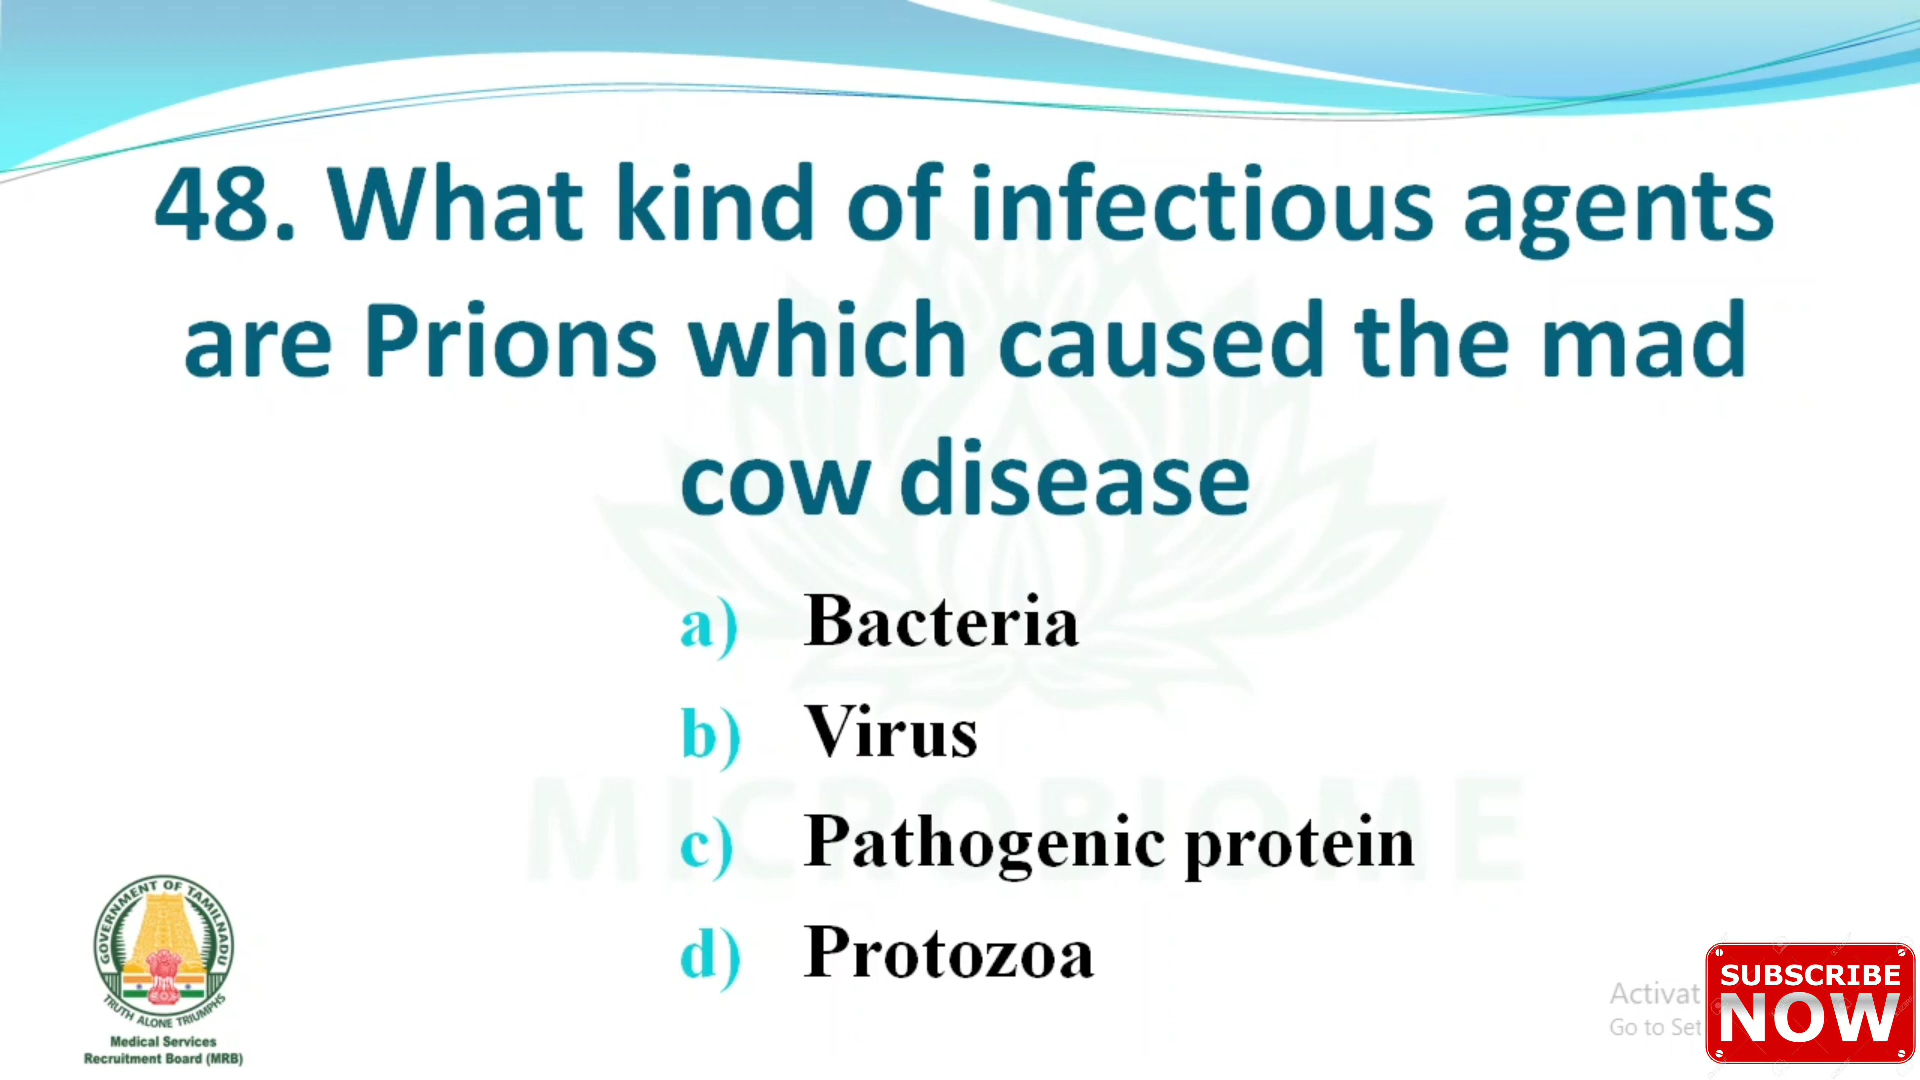 48. What kind of infectious agents
are Prions which caused the mad
cow disease
a) Bacteria
b) Virus
c) Pathogenic protein
d) Protozoa
MICROBIOME
GOVERNMENT OF TAMILNADU
TRUTH ALONE TRIUMPHS
Medical Services
Recruitment Board (MRB)
Activat
Go to Set
SUBSCRIBE
NOW